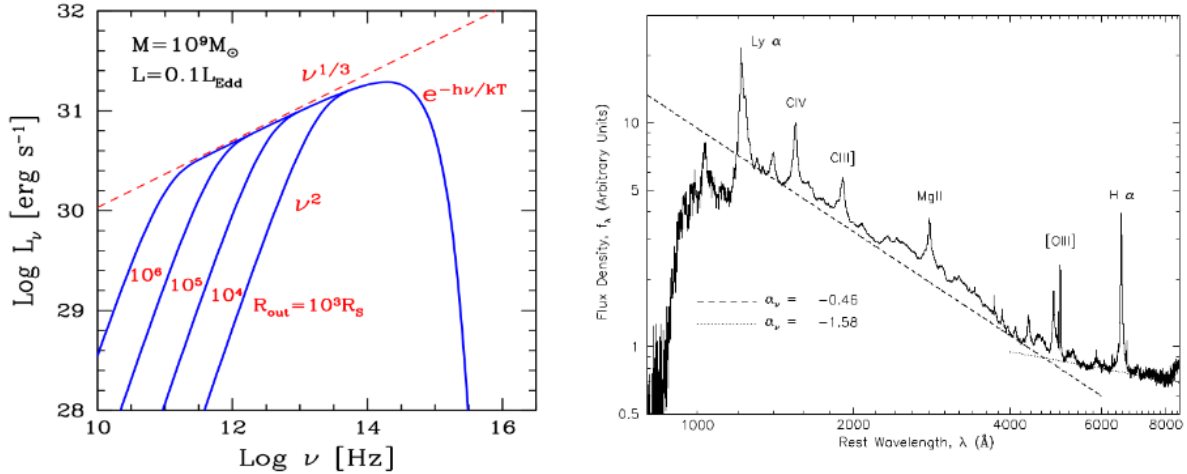 32
31
30
29
28
Log L_ν [erg s⁻¹]
M=10⁹M_⊙
L=0.1L_Edd
ν^1/3
e^-hν/kT
ν²
10⁶
10⁵
10⁴
R_out=10³R_S
10 12 14 16
Log ν [Hz]
10
5
1
0.5
Flux Density, f_λ (Arbitrary Units)
Ly α
CIV
CIII]
MgII
[OIII]
H α
α_ν = −0.46
α_ν = −1.58
1000 2000 4000 6000 8000
Rest Wavelength, λ (Å)